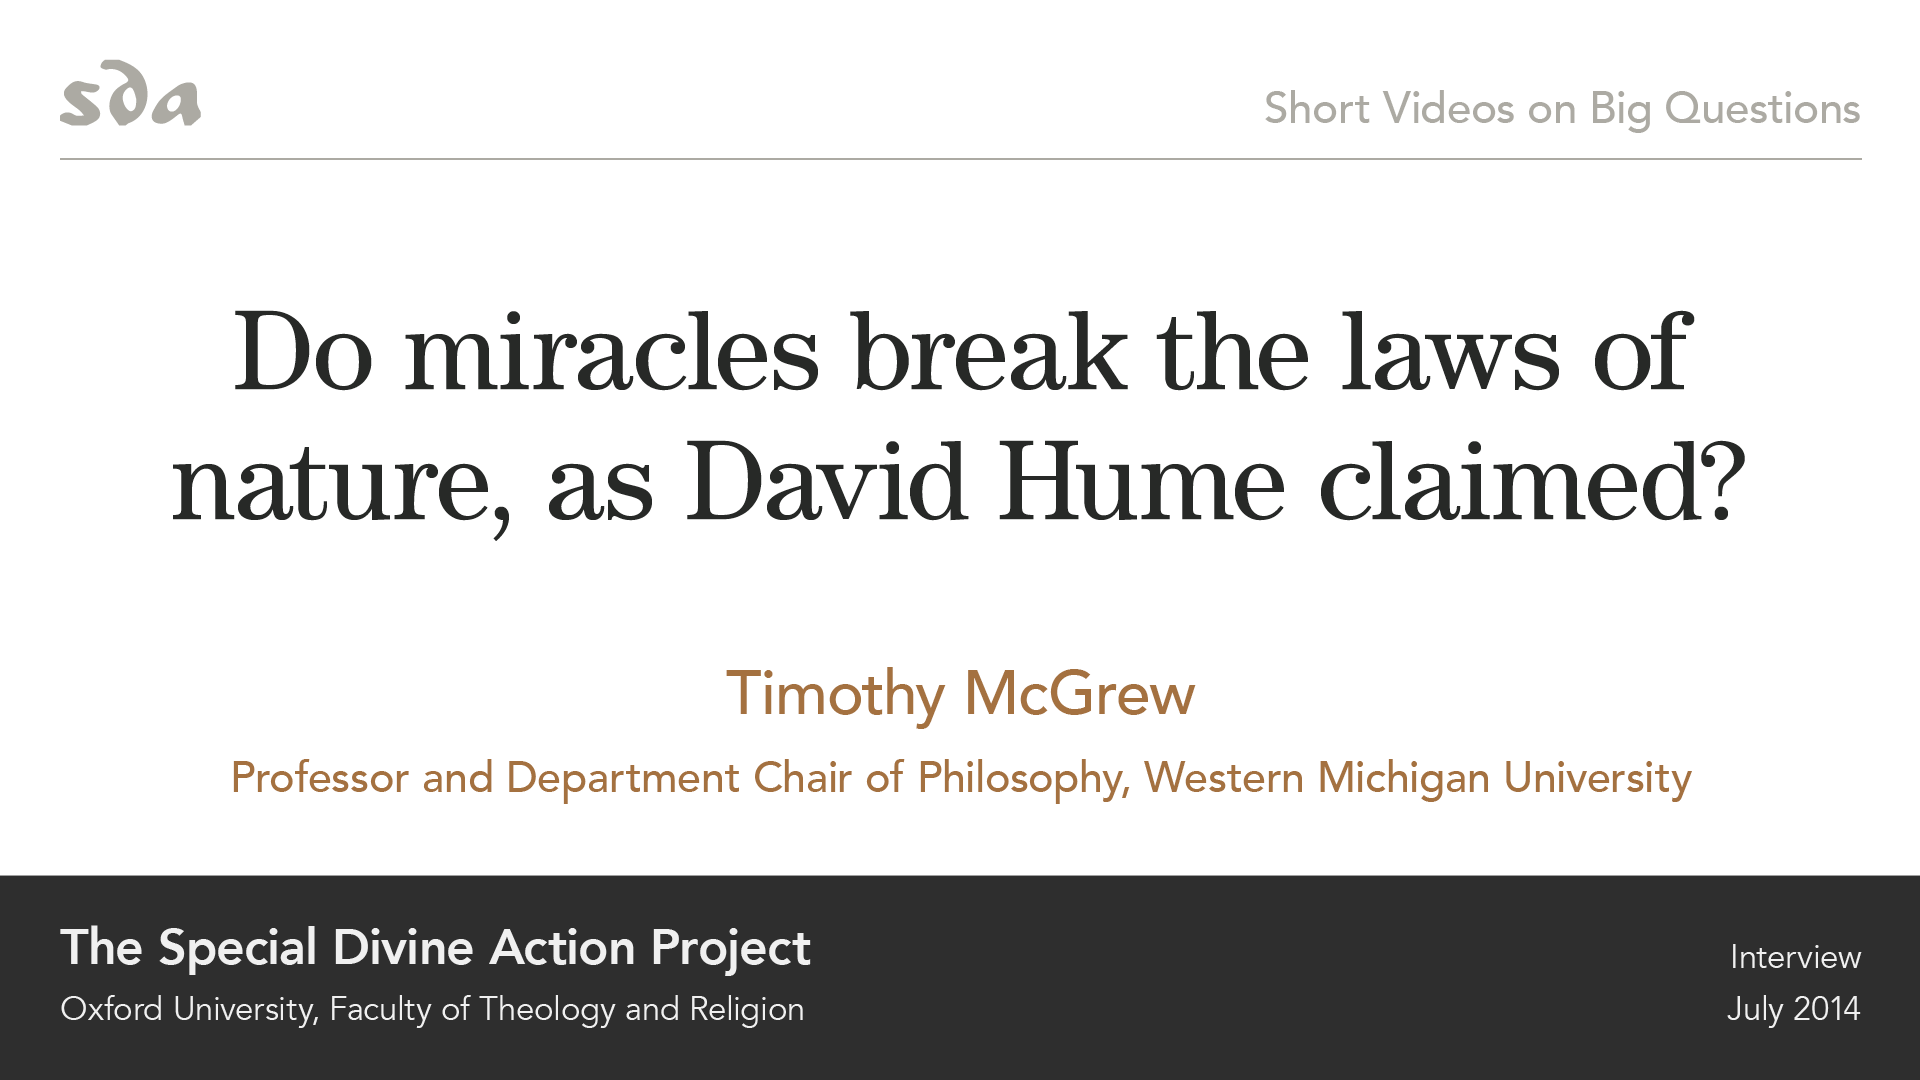 sda
Short Videos on Big Questions
Do miracles break the laws of
nature, as David Hume claimed?
Timothy McGrew
Professor and Department Chair of Philosophy, Western Michigan University
The Special Divine Action Project
Oxford University, Faculty of Theology and Religion
Interview
July 2014